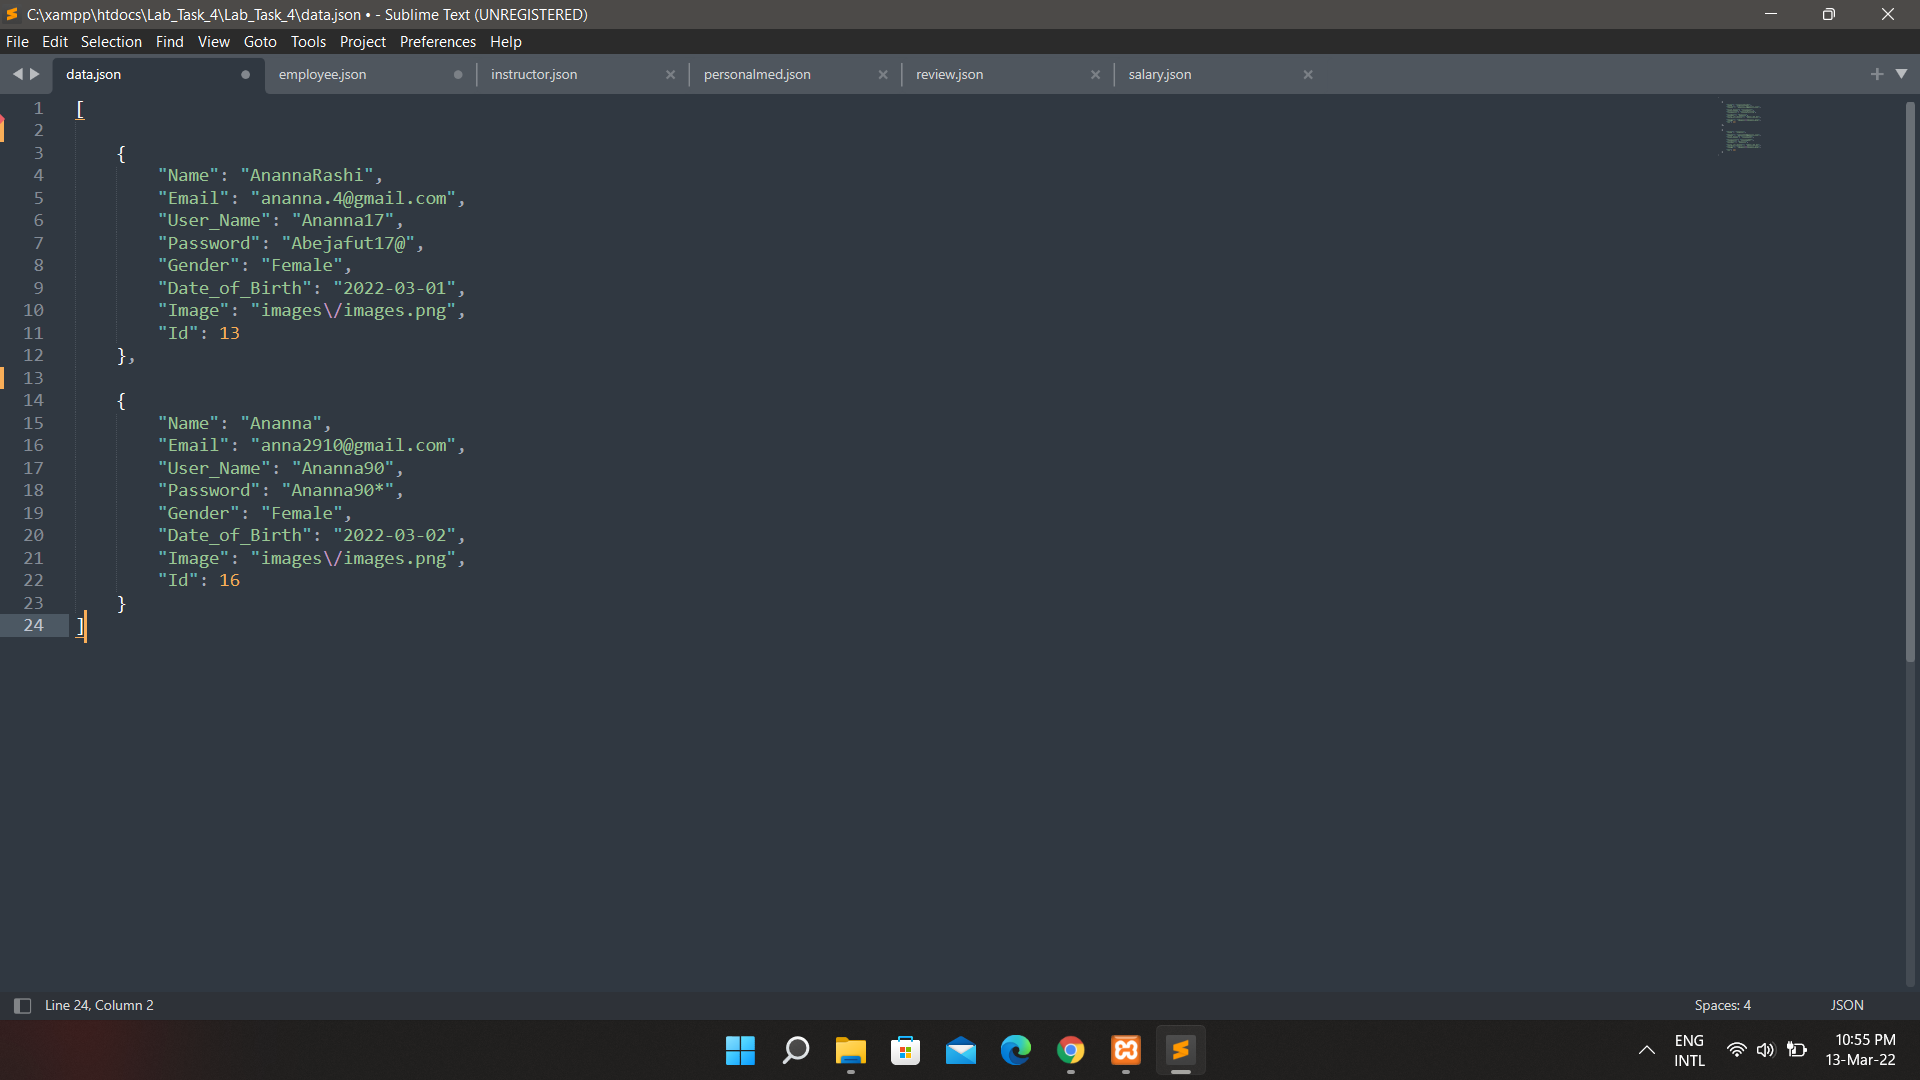 C:\xampp\htdocs\Lab_Task_4\Lab_Task_4\data.json • - Sublime Text (UNREGISTERED)
File Edit Selection Find View Goto Tools Project Preferences Help
data.json employee.json instructor.json personalmed.json review.json salary.json
1 [
2
3 {
4 "Name": "AnannaRashi",
5 "Email": "ananna.4@gmail.com",
6 "User_Name": "Ananna17",
7 "Password": "Abejafut17@",
8 "Gender": "Female",
9 "Date_of_Birth": "2022-03-01",
10 "Image": "images\/images.png",
11 "Id": 13
12 },
13
14 {
15 "Name": "Ananna",
16 "Email": "anna2910@gmail.com",
17 "User_Name": "Ananna90",
18 "Password": "Ananna90*",
19 "Gender": "Female",
20 "Date_of_Birth": "2022-03-02",
21 "Image": "images\/images.png",
22 "Id": 16
23 }
24 ]
Line 24, Column 2 Spaces: 4 JSON
ENG 10:55 PM
INTL 13-Mar-22